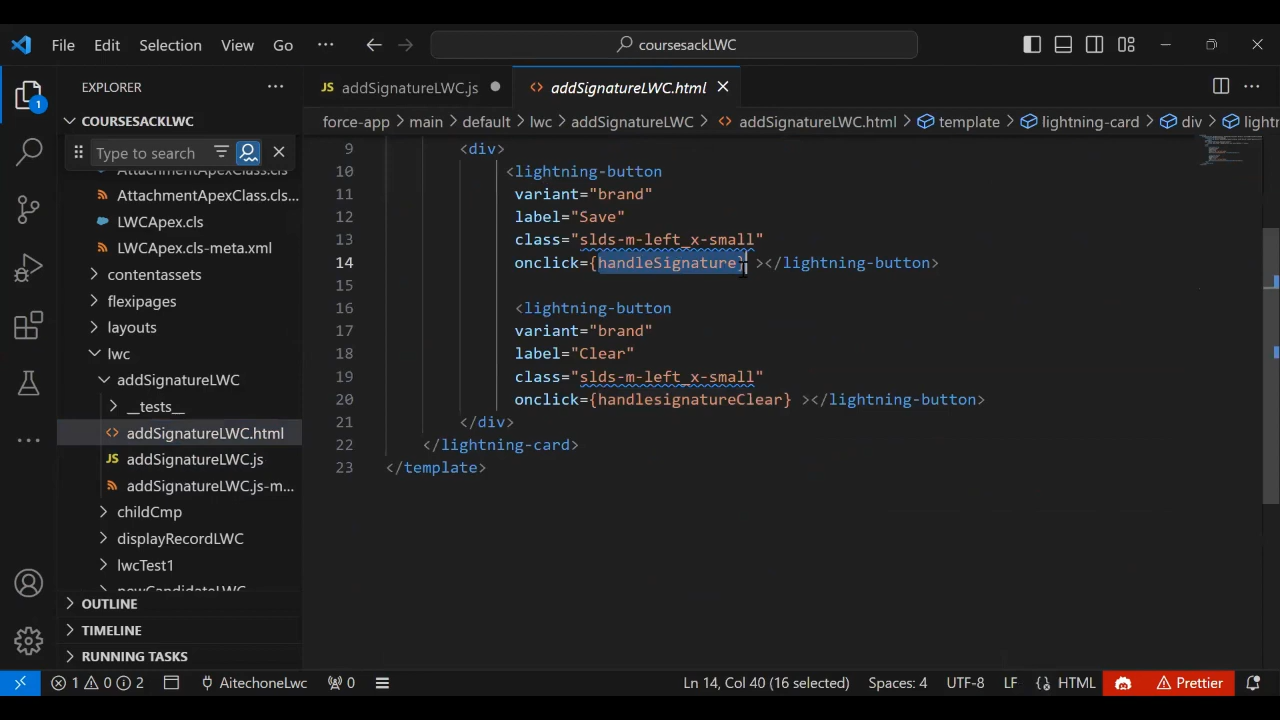 File Edit Selection View Go ··· coursesackLWC
EXPLORER ···
JS addSignatureLWC.js ● <> addSignatureLWC.html ×
COURSESACKLWC
force-app > main > default > lwc > addSignatureLWC > <> addSignatureLWC.html > template > lightning-card > div > lightn
Type to search
AttachmentApexClass.cls
AttachmentApexClass.cls...
LWCApex.cls
LWCApex.cls-meta.xml
contentassets
flexipages
layouts
lwc
addSignatureLWC
__tests__
<> addSignatureLWC.html
JS addSignatureLWC.js
addSignatureLWC.js-m...
childCmp
displayRecordLWC
lwcTest1
newCandidateLWC
OUTLINE
TIMELINE
RUNNING TASKS
9 <div>
10 <lightning-button
11 variant="brand"
12 label="Save"
13 class="slds-m-left_x-small"
14 onclick={handleSignature} ></lightning-button>
15
16 <lightning-button
17 variant="brand"
18 label="Clear"
19 class="slds-m-left_x-small"
20 onclick={handlesignatureClear} ></lightning-button>
21 </div>
22 </lightning-card>
23 </template>
1
1 0 2 AitechoneLwc 0 Ln 14, Col 40 (16 selected) Spaces: 4 UTF-8 LF HTML Prettier